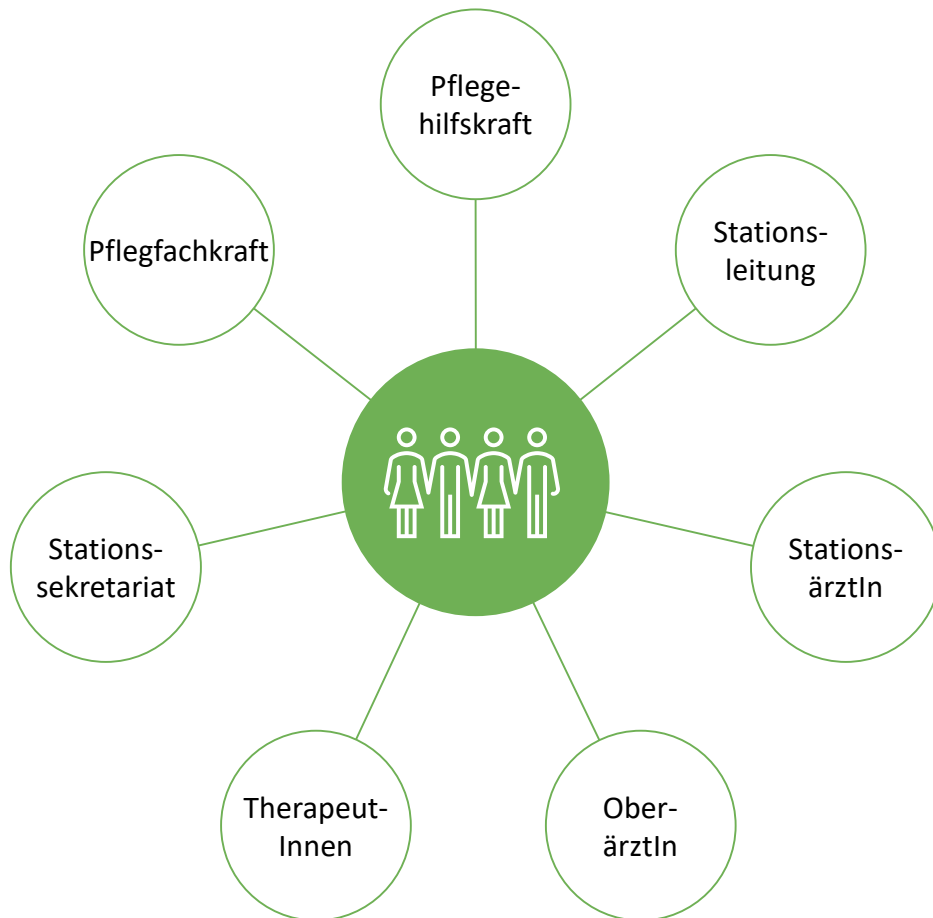 Pflege-
hilfskraft
Stations-
leitung
Stations-
ärztIn
Ober-
ärztIn
Therapeut-
Innen
Stations-
sekretariat
Pflegfachkraft